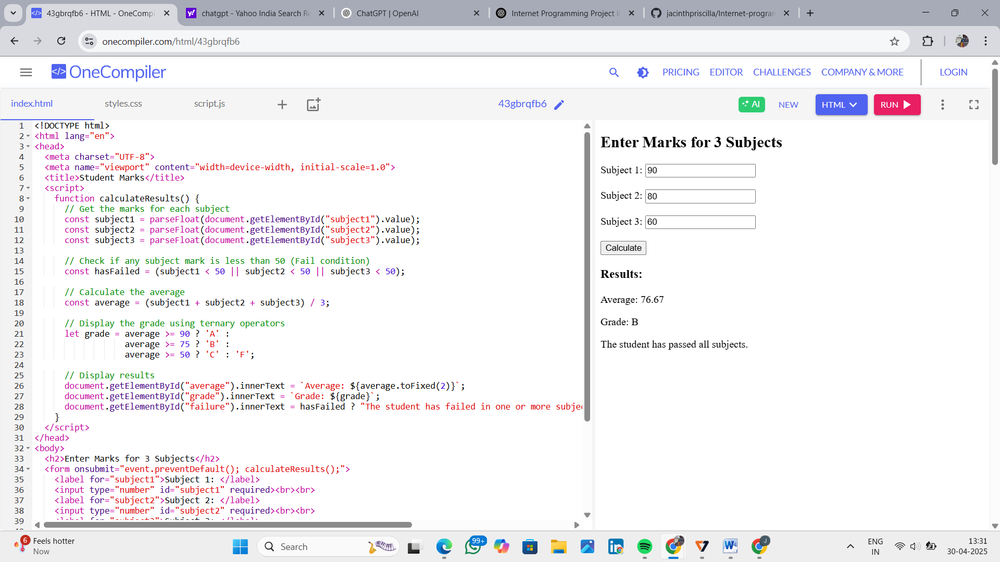 43gbrqfb6 - HTML - OneCompi
chatgpt - Yahoo India Search Re
ChatGPT | OpenAI
Internet Programming Project I
jacinthpriscilla/Internet-progran
onecompiler.com/html/43gbrqfb6
OneCompiler
PRICING
EDITOR
CHALLENGES
COMPANY & MORE
LOGIN
index.html
styles.css
script.js
43gbrqfb6
AI
NEW
HTML
RUN
1 <!DOCTYPE html>
2 <html lang="en">
3 <head>
4 <meta charset="UTF-8">
5 <meta name="viewport" content="width=device-width, initial-scale=1.0">
6 <title>Student Marks</title>
7 <script>
8 function calculateResults() {
9 // Get the marks for each subject
10 const subject1 = parseFloat(document.getElementById("subject1").value);
11 const subject2 = parseFloat(document.getElementById("subject2").value);
12 const subject3 = parseFloat(document.getElementById("subject3").value);
13
14 // Check if any subject mark is less than 50 (Fail condition)
15 const hasFailed = (subject1 < 50 || subject2 < 50 || subject3 < 50);
16
17 // Calculate the average
18 const average = (subject1 + subject2 + subject3) / 3;
19
20 // Display the grade using ternary operators
21 let grade = average >= 90 ? 'A' :
22 average >= 75 ? 'B' :
23 average >= 50 ? 'C' : 'F';
24
25 // Display results
26 document.getElementById("average").innerText = `Average: ${average.toFixed(2)}`;
27 document.getElementById("grade").innerText = `Grade: ${grade}`;
28 document.getElementById("failure").innerText = hasFailed ? "The student has failed in one or more subje
29 }
30 </script>
31 </head>
32 <body>
33 <h2>Enter Marks for 3 Subjects</h2>
34 <form onsubmit="event.preventDefault(); calculateResults();">
35 <label for="subject1">Subject 1: </label>
36 <input type="number" id="subject1" required><br><br>
37 <label for="subject2">Subject 2: </label>
38 <input type="number" id="subject2" required><br><br>
39
Enter Marks for 3 Subjects
Subject 1: 90
Subject 2: 80
Subject 3: 60
Calculate
Results:
Average: 76.67
Grade: B
The student has passed all subjects.
6
Feels hotter
Now
Search
99+
J
ENG
IN
13:31
30-04-2025